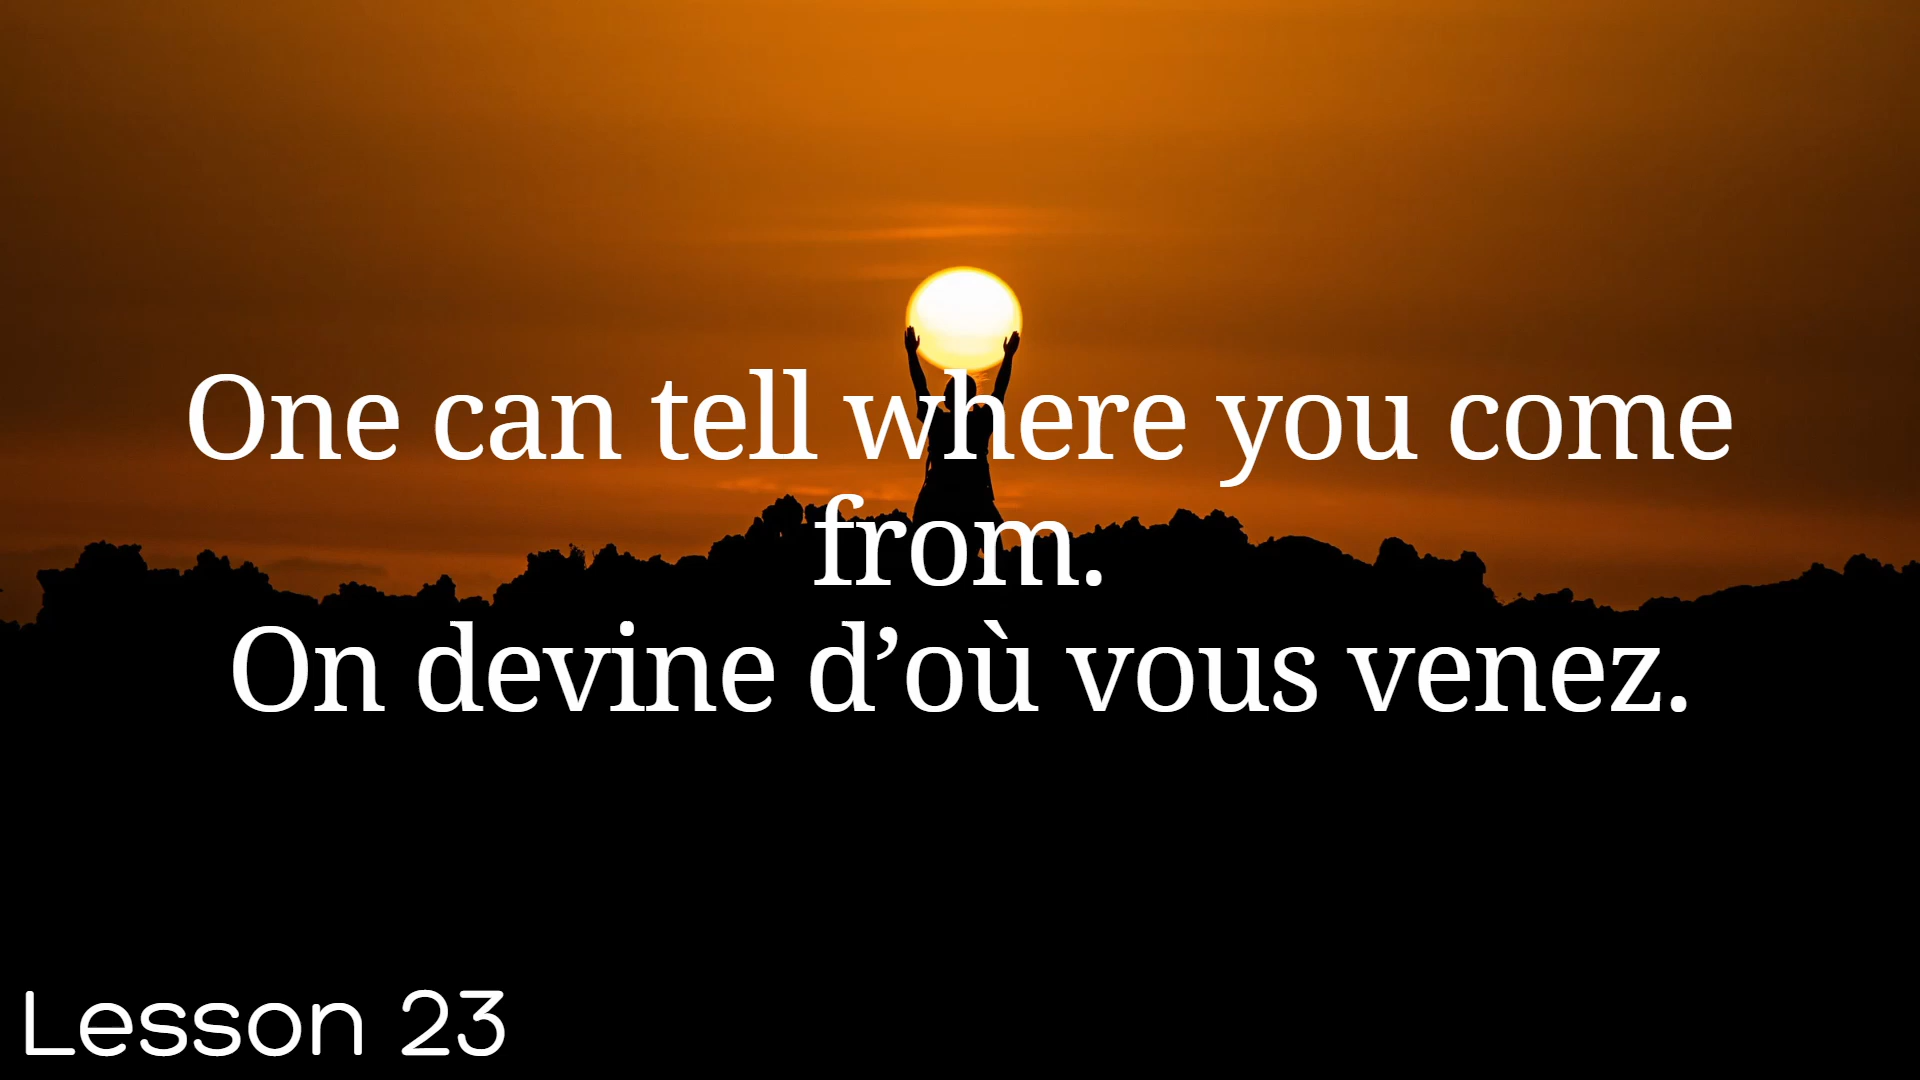 One can tell where you come
from.
On devine d’où vous venez.
Lesson 23